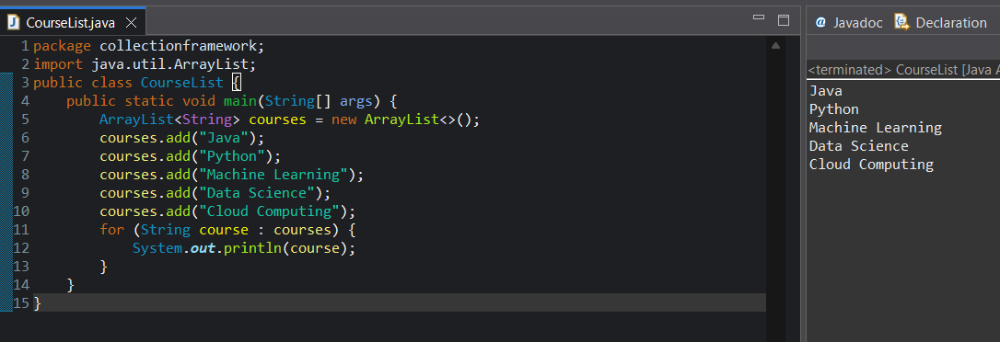 CourseList.java
1 package collectionframework;
2 import java.util.ArrayList;
3 public class CourseList {
4     public static void main(String[] args) {
5         ArrayList<String> courses = new ArrayList<>();
6         courses.add("Java");
7         courses.add("Python");
8         courses.add("Machine Learning");
9         courses.add("Data Science");
10         courses.add("Cloud Computing");
11         for (String course : courses) {
12             System.out.println(course);
13         }
14     }
15 }
@ Javadoc Declaration
<terminated> CourseList [Java A
Java
Python
Machine Learning
Data Science
Cloud Computing